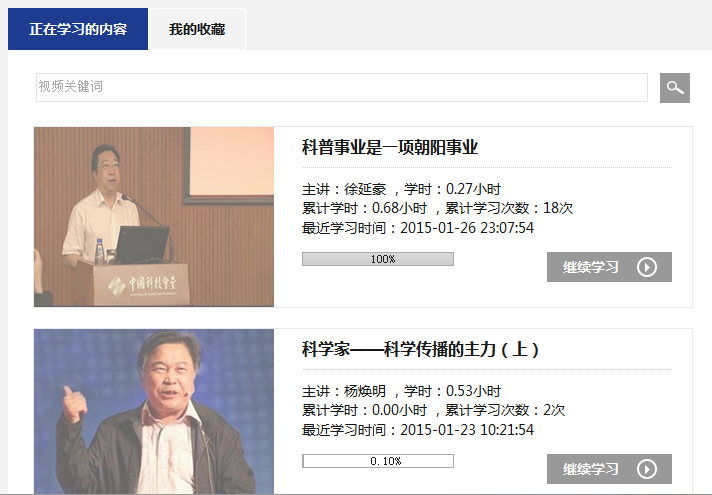 正在学习的内容
我的收藏
视频关键词
科普事业是一项朝阳事业
主讲：徐延豪 ，学时：0.27小时
累计学时：0.68小时 ，累计学习次数：18次
最近学习时间：2015-01-26 23:07:54
100%
继续学习
中国科技會堂
科学家——科学传播的主力（上）
主讲：杨焕明 ，学时：0.53小时
累计学时：0.00小时 ，累计学习次数：2次
最近学习时间：2015-01-23 10:21:54
0.10%
继续学习